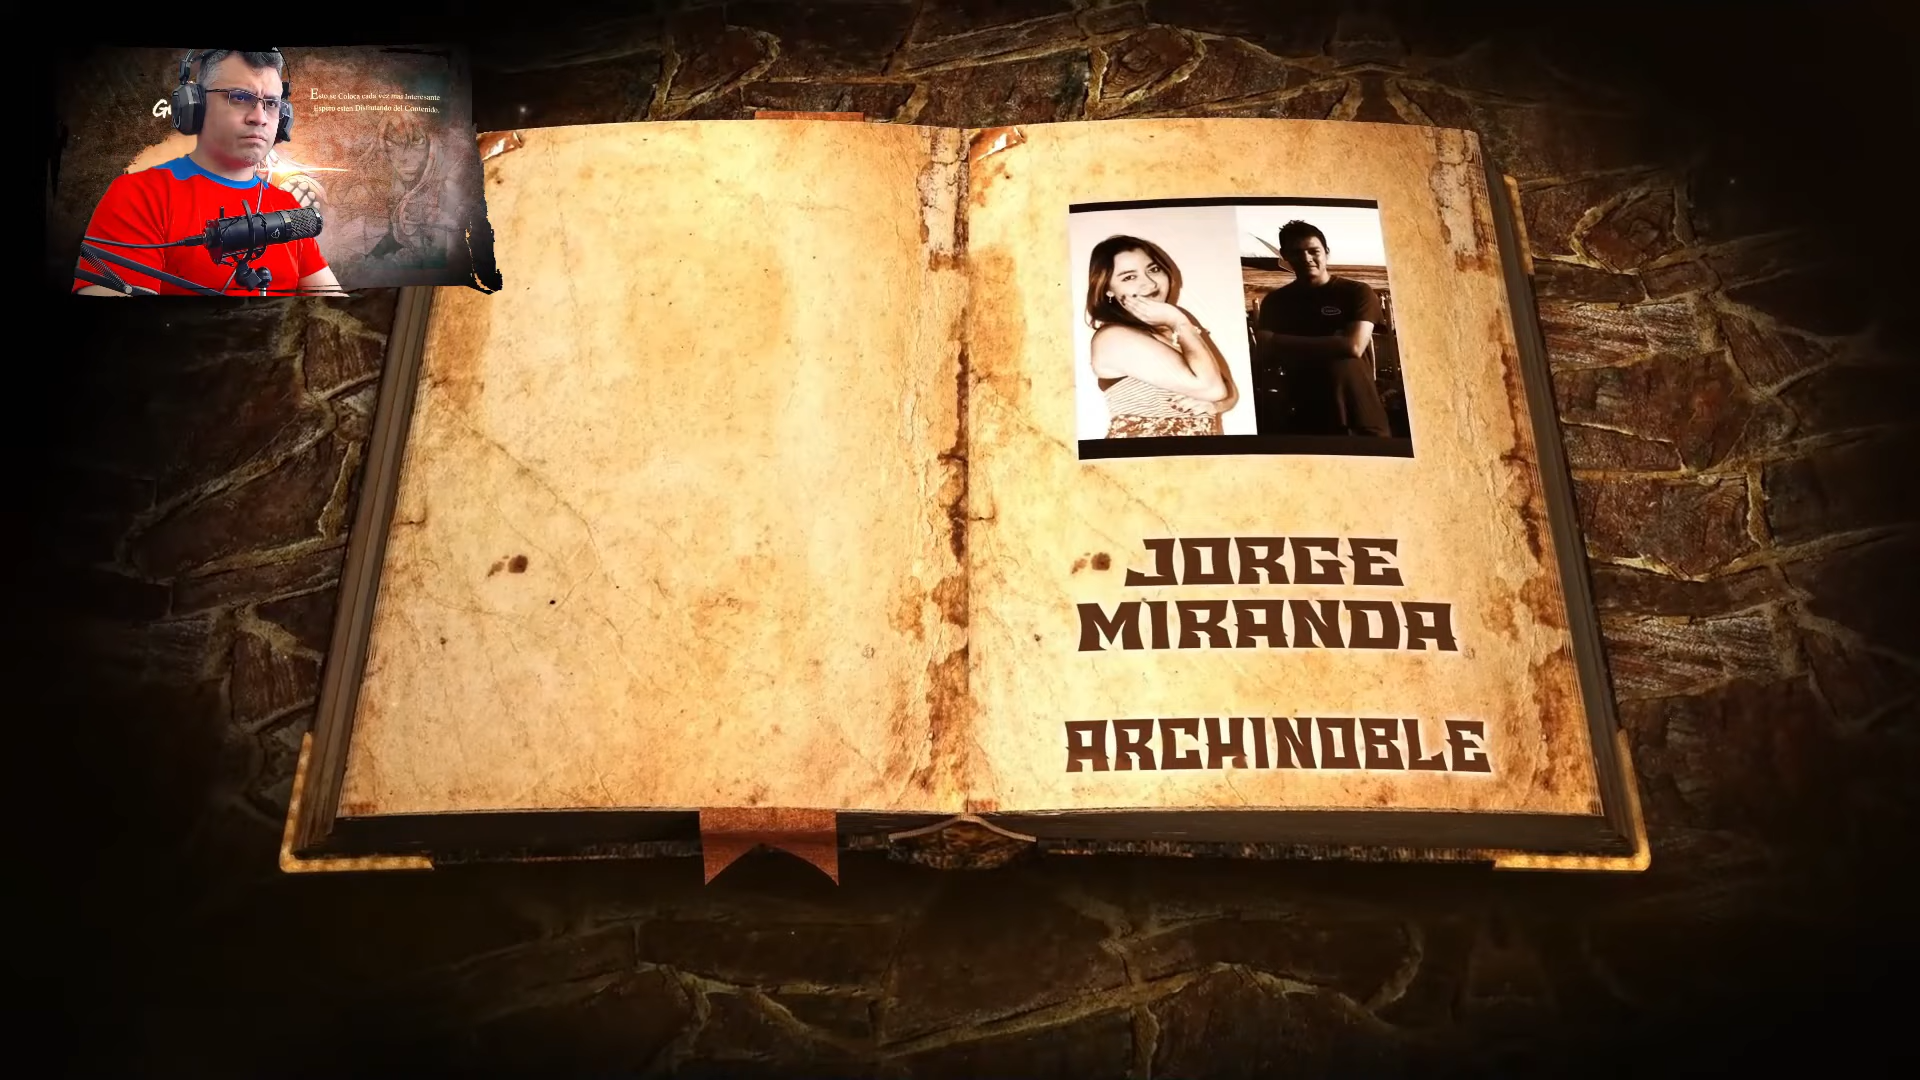 Esto se Coloca cada vez mas Interesante
Espero esten Disfrutando del Contenido.
JORGE
MIRANDA
ARCHINOBLE